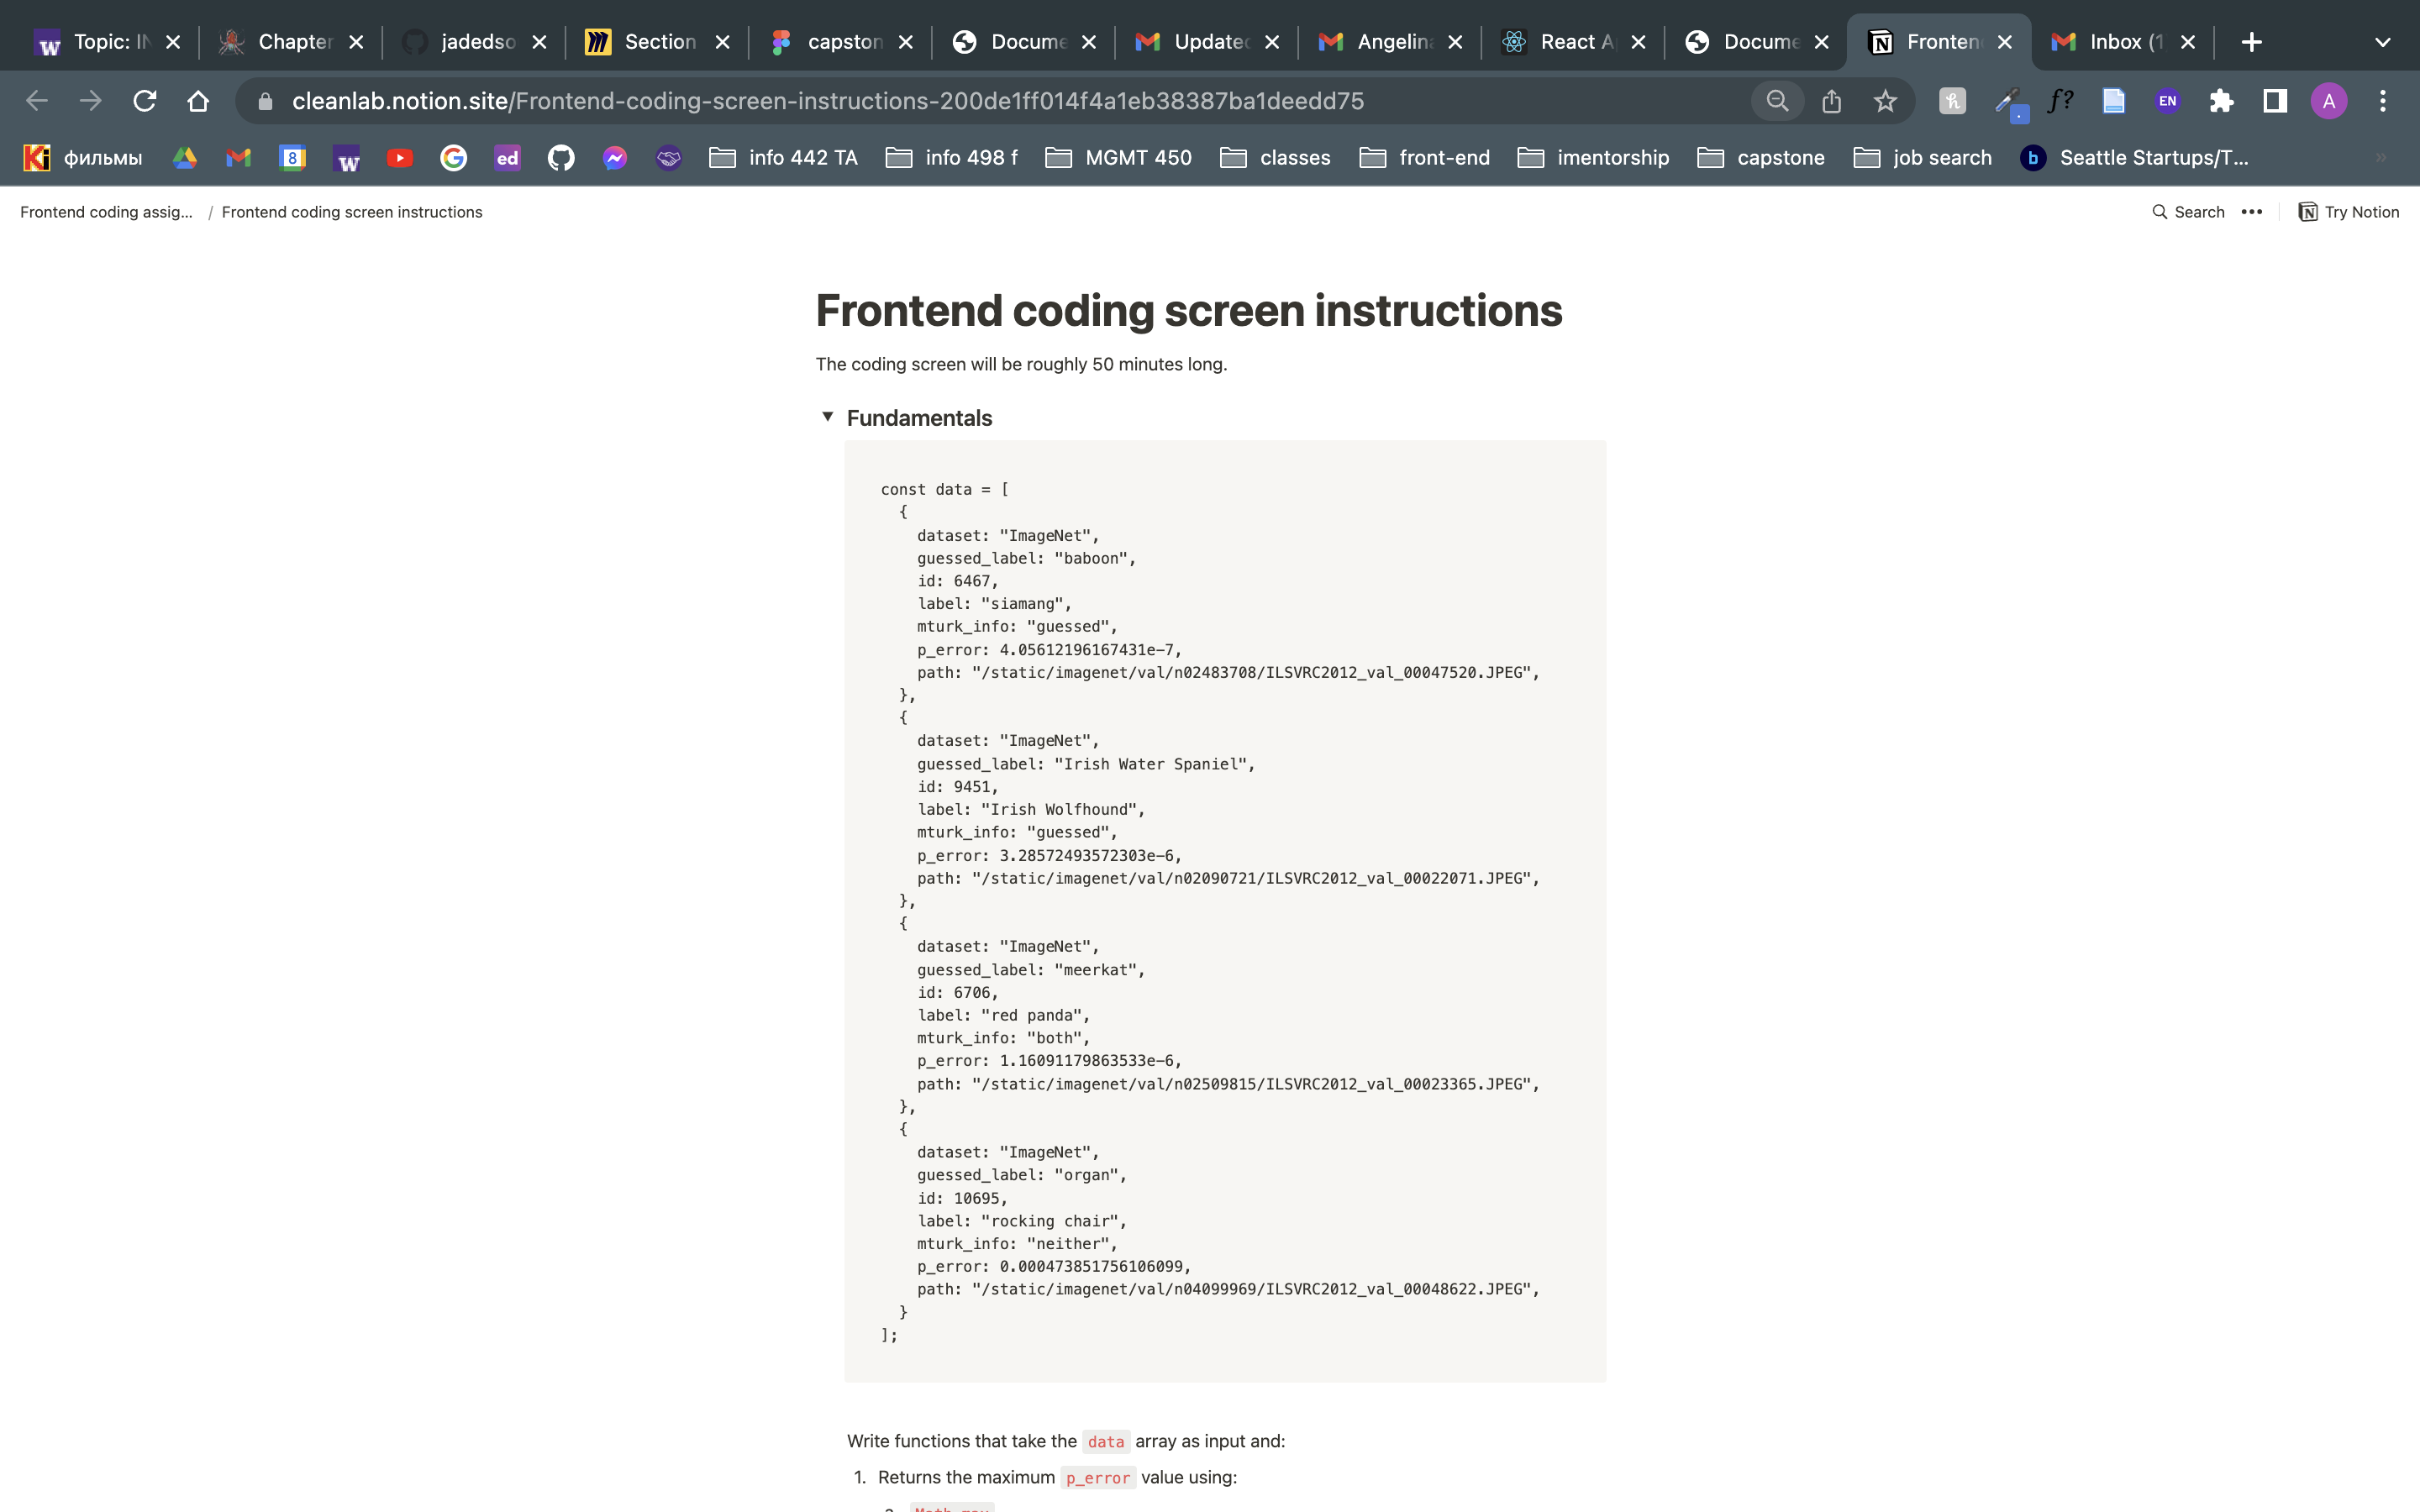 Topic: IN
Chapter
jadedso
Section
capston
Docume
Updated
Angelina
React A
Docume
Fronten
Inbox (1
cleanlab.notion.site/Frontend-coding-screen-instructions-200de1ff014f4a1eb38387ba1deedd75
EN
A
фильмы
8
ed
info 442 TA
info 498 f
MGMT 450
classes
front-end
imentorship
capstone
job search
b
Seattle Startups/T...
Frontend coding assig... / Frontend coding screen instructions
Search
Try Notion
Frontend coding screen instructions
The coding screen will be roughly 50 minutes long.
Fundamentals
const data = [
{
dataset: "ImageNet",
guessed_label: "baboon",
id: 6467,
label: "siamang",
mturk_info: "guessed",
p_error: 4.05612196167431e-7,
path: "/static/imagenet/val/n02483708/ILSVRC2012_val_00047520.JPEG",
},
{
dataset: "ImageNet",
guessed_label: "Irish Water Spaniel",
id: 9451,
label: "Irish Wolfhound",
mturk_info: "guessed",
p_error: 3.28572493572303e-6,
path: "/static/imagenet/val/n02090721/ILSVRC2012_val_00022071.JPEG",
},
{
dataset: "ImageNet",
guessed_label: "meerkat",
id: 6706,
label: "red panda",
mturk_info: "both",
p_error: 1.16091179863533e-6,
path: "/static/imagenet/val/n02509815/ILSVRC2012_val_00023365.JPEG",
},
{
dataset: "ImageNet",
guessed_label: "organ",
id: 10695,
label: "rocking chair",
mturk_info: "neither",
p_error: 0.000473851756106099,
path: "/static/imagenet/val/n04099969/ILSVRC2012_val_00048622.JPEG",
}
];
Write functions that take the data array as input and:
1. Returns the maximum p_error value using: